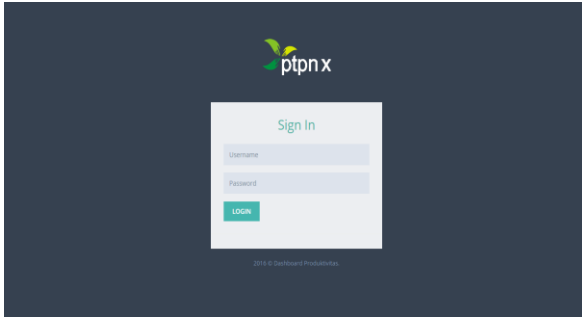 ptpn x
Sign In
Username
Password
LOGIN
2016 © Dashboard Produktivitas.